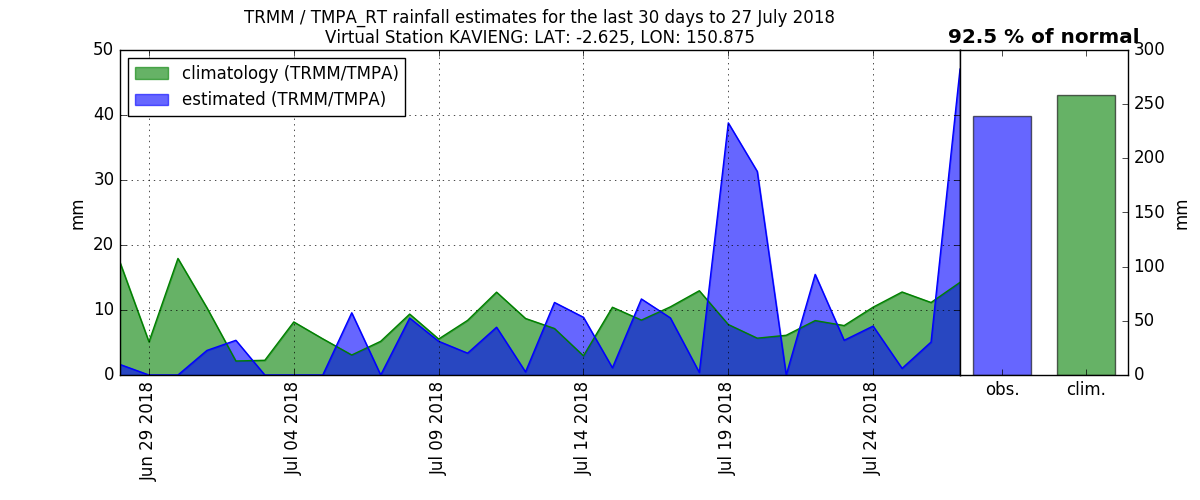 TRMM / TMPA_RT rainfall estimates for the last 30 days to 27 July 2018
Virtual Station KAVIENG: LAT: -2.625, LON: 150.875
92.5 % of normal
climatology (TRMM/TMPA)
estimated (TRMM/TMPA)
50
40
30
20
10
0
mm
300
250
200
150
100
50
0
mm
Jun 29 2018
Jul 04 2018
Jul 09 2018
Jul 14 2018
Jul 19 2018
Jul 24 2018
obs.
clim.